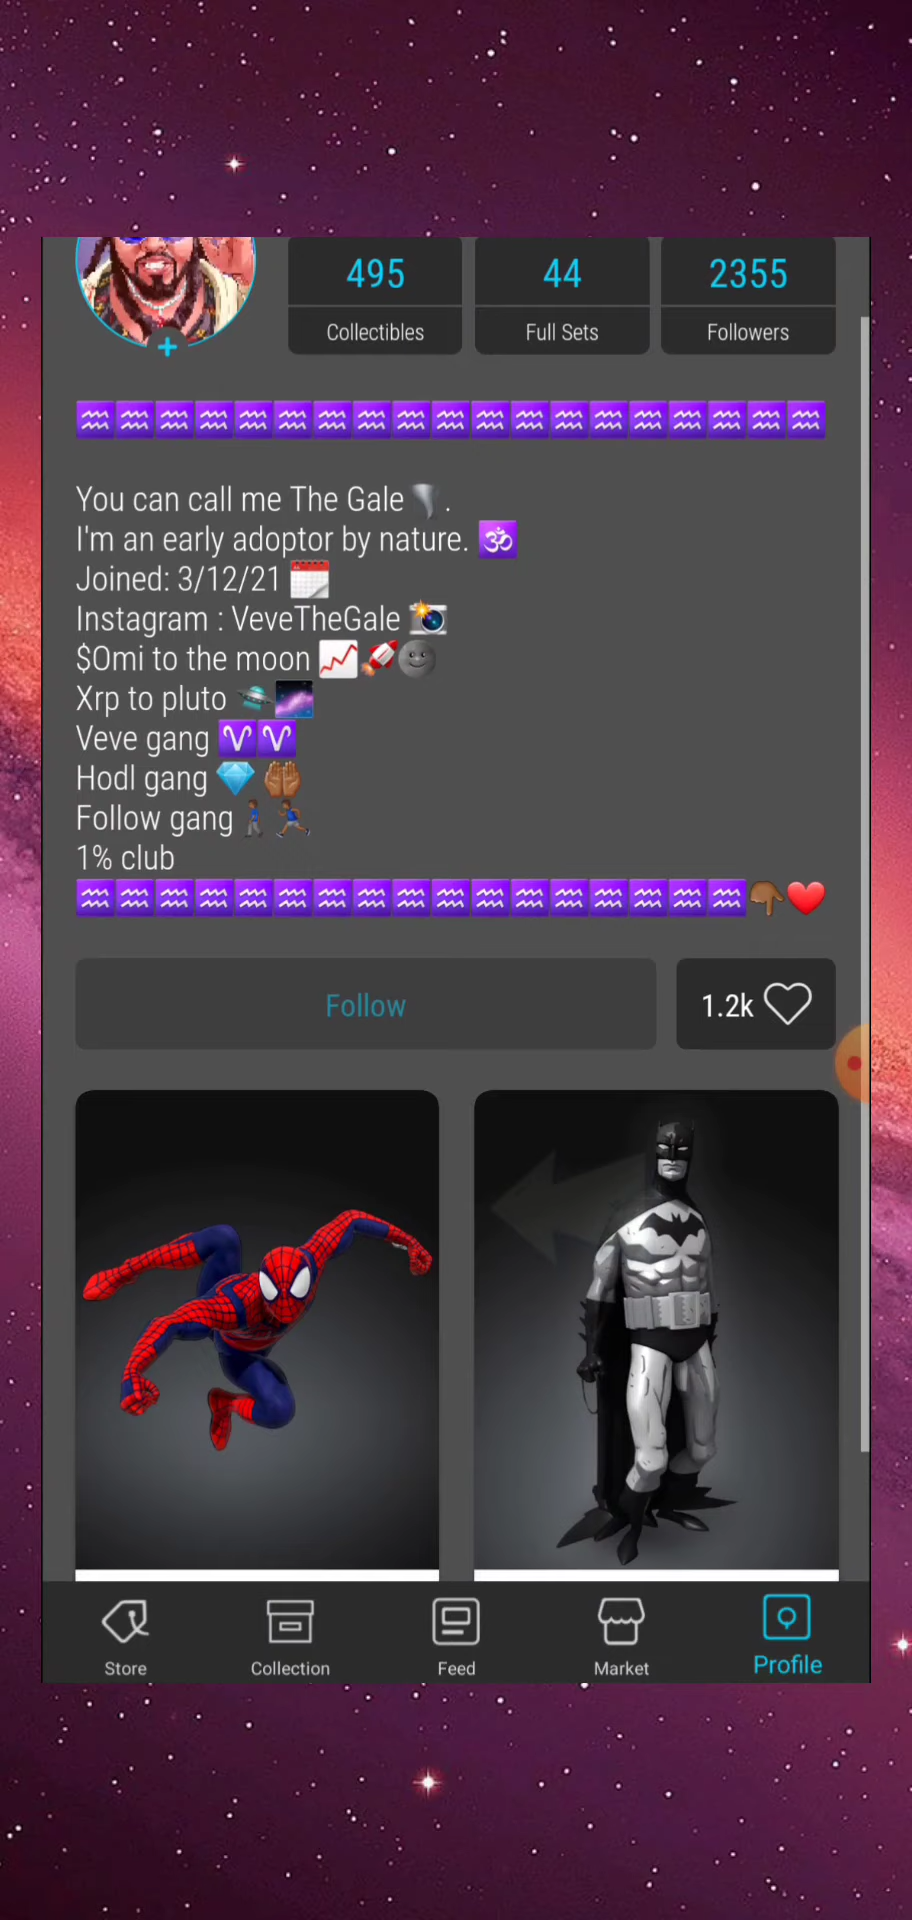 495 44 2355
Collectibles Full Sets Followers
♒♒♒♒♒♒♒♒♒♒♒♒♒♒♒♒♒♒♒
You can call me The Gale🌪.
I'm an early adoptor by nature. 🕉
Joined: 3/12/21 📅
Instagram : VeveTheGale 📸
$Omi to the moon 📈🚀🌚
Xrp to pluto 🛸🌌
Veve gang ♈♈
Hodl gang 💎🤲🏾
Follow gang🚶🏾🏃🏾
1% club
♒♒♒♒♒♒♒♒♒♒♒♒♒♒♒♒♒👇🏾❤️
Follow 1.2k
Store Collection Feed Market Profile